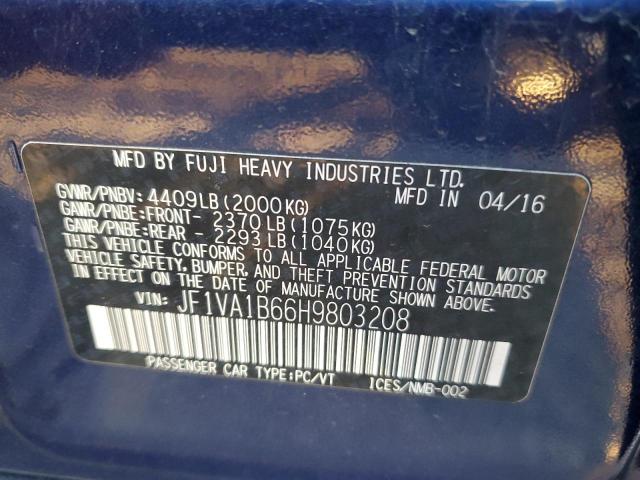 MFD BY FUJI HEAVY INDUSTRIES LTD.
GVWR/PNBV: 4409LB (2000KG) MFD IN 04/16
GAWR/PNBE:FRONT- 2370LB (1075KG)
GAWR/PNBE:REAR - 2293LB (1040KG)
THIS VEHICLE CONFORMS TO ALL APPLICABLE FEDERAL MOTOR
VEHICLE SAFETY, BUMPER, AND THEFT PREVENTION STANDARDS
IN EFFECT ON THE DATE OF MANUFACTURE SHOWN ABOVE.
VIN: JF1VA1B66H9803208
PASSENGER CAR TYPE:PC/VT ICES/NMB-002